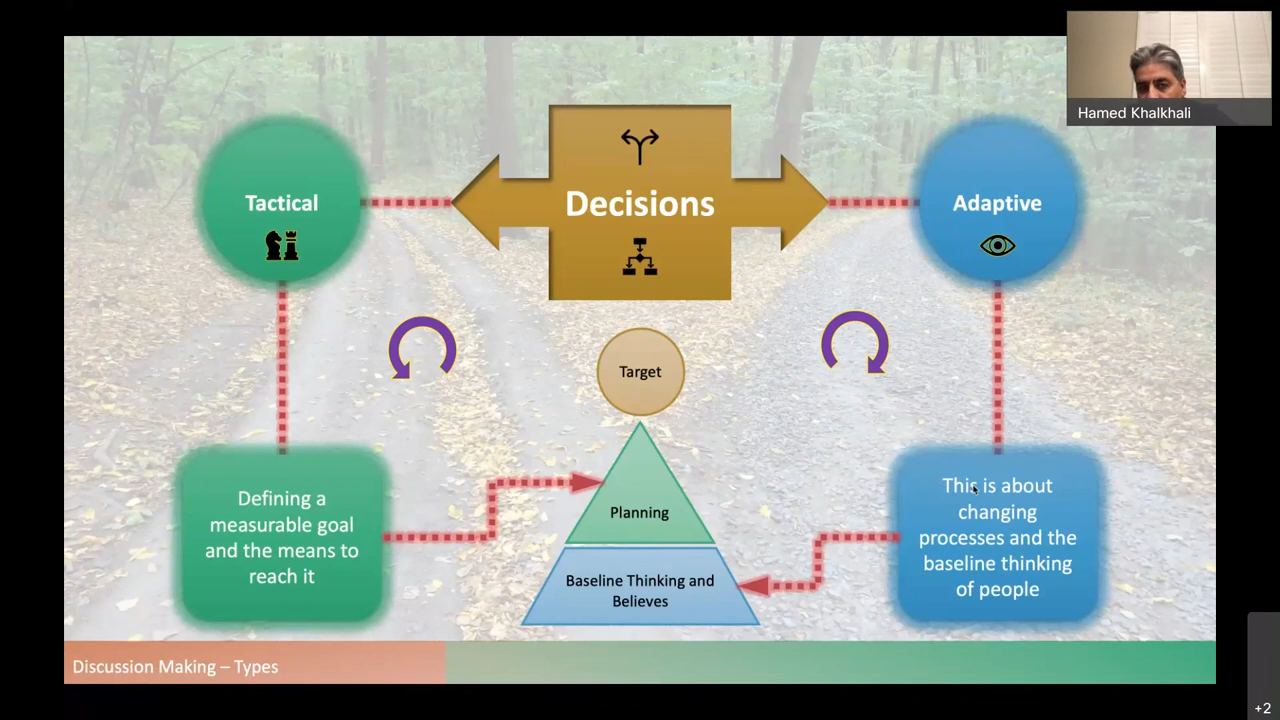 Hamed Khalkhali
Decisions
Tactical
Adaptive
Target
Defining a
measurable goal
and the means to
reach it
Planning
Baseline Thinking and
Believes
This is about
changing
processes and the
baseline thinking
of people
Discussion Making – Types
+2